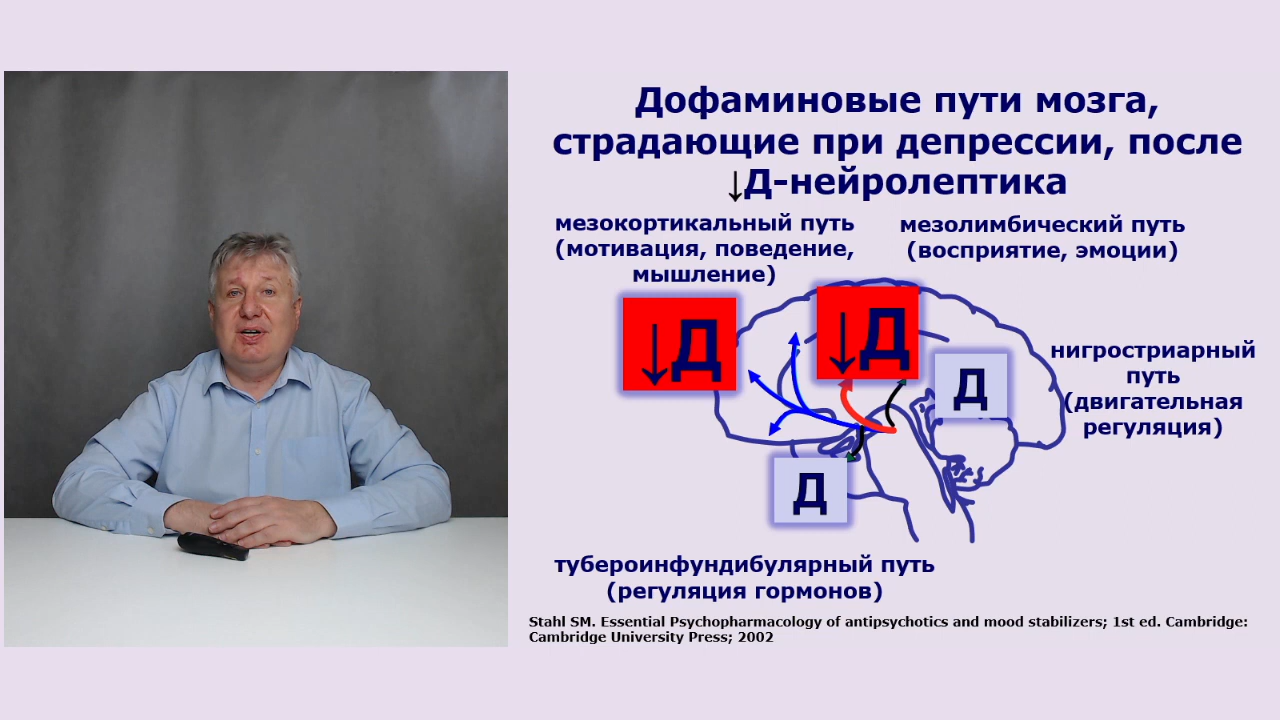 Дофаминовые пути мозга,
страдающие при депрессии, после
↓Д-нейролептика
мезокортикальный путь
(мотивация, поведение,
мышление)
мезолимбический путь
(восприятие, эмоции)
↓Д
↓Д
Д
нигростриарный
путь
(двигательная
регуляция)
Д
тубероинфундибулярный путь
(регуляция гормонов)
Stahl SM. Essential Psychopharmacology of antipsychotics and mood stabilizers; 1st ed. Cambridge:
Cambridge University Press; 2002